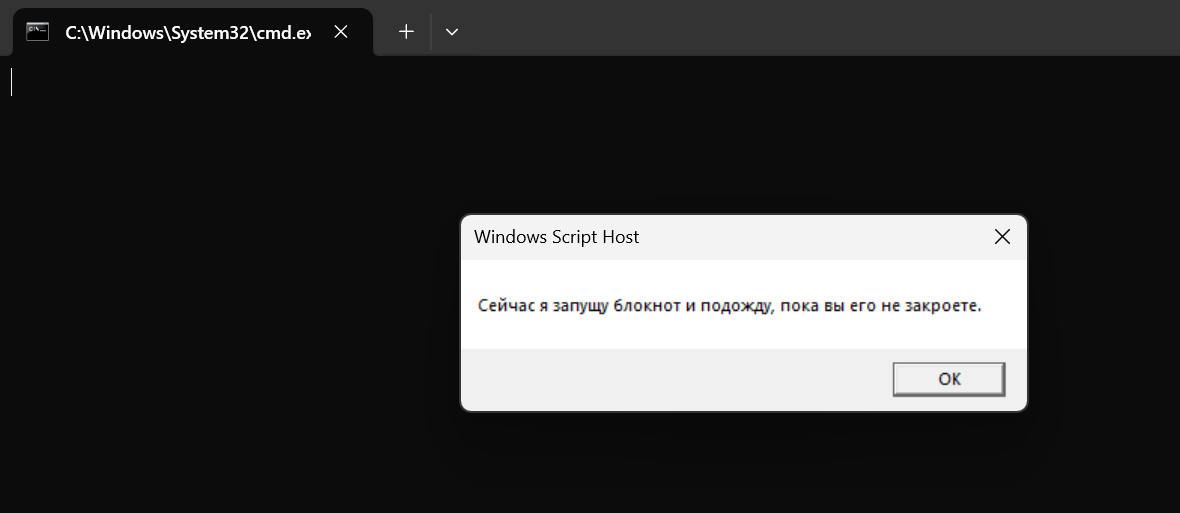 C:\Windows\System32\cmd.ex
Windows Script Host
Сейчас я запущу блокнот и подожду, пока вы его не закроете.
OK